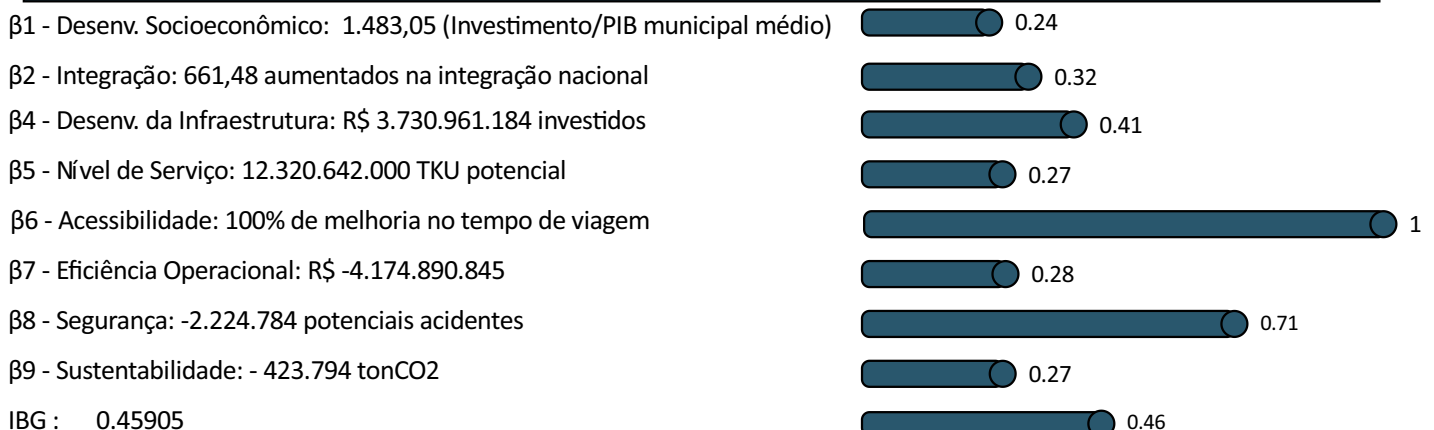 β1 - Desenv. Socioeconômico:  1.483,05 (Investimento/PIB municipal médio) 0.24
β2 - Integração: 661,48 aumentados na integração nacional 0.32
β4 - Desenv. da Infraestrutura: R$ 3.730.961.184 investidos 0.41
β5 - Nível de Serviço: 12.320.642.000 TKU potencial 0.27
β6 - Acessibilidade: 100% de melhoria no tempo de viagem 1
β7 - Eficiência Operacional: R$ -4.174.890.845 0.28
β8 - Segurança: -2.224.784 potenciais acidentes 0.71
β9 - Sustentabilidade: - 423.794 tonCO2 0.27
IBG :    0.45905 0.46